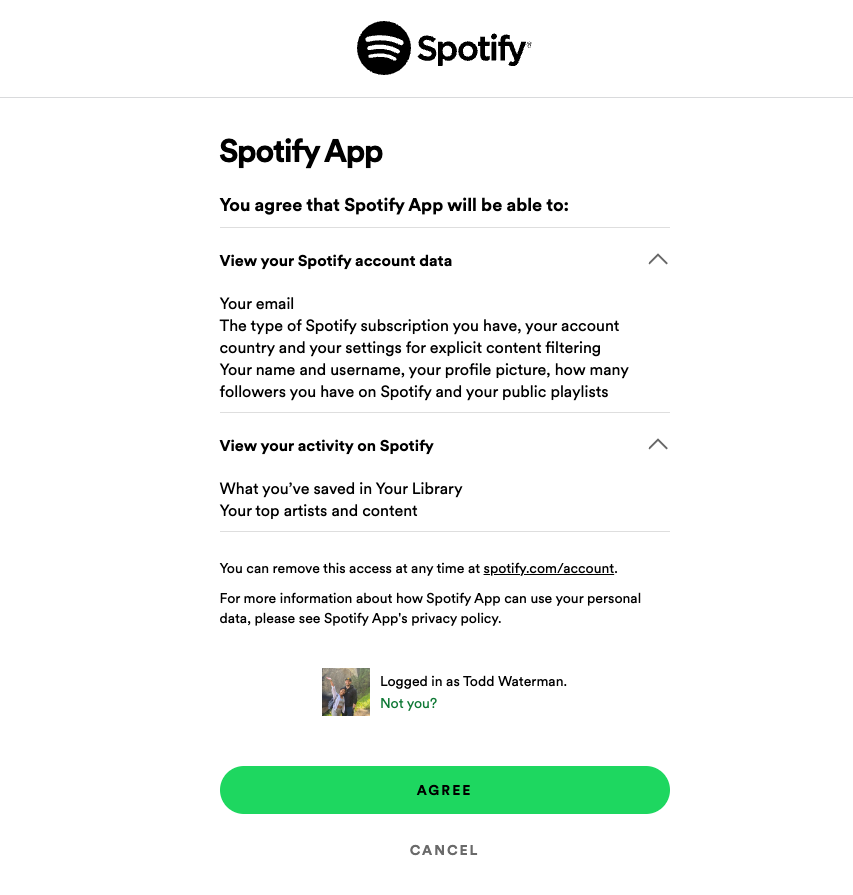 Spotify®
Spotify App
You agree that Spotify App will be able to:
View your Spotify account data
Your email
The type of Spotify subscription you have, your account
country and your settings for explicit content filtering
Your name and username, your profile picture, how many
followers you have on Spotify and your public playlists
View your activity on Spotify
What you’ve saved in Your Library
Your top artists and content
You can remove this access at any time at spotify.com/account.
For more information about how Spotify App can use your personal
data, please see Spotify App's privacy policy.
Logged in as Todd Waterman.
Not you?
AGREE
CANCEL